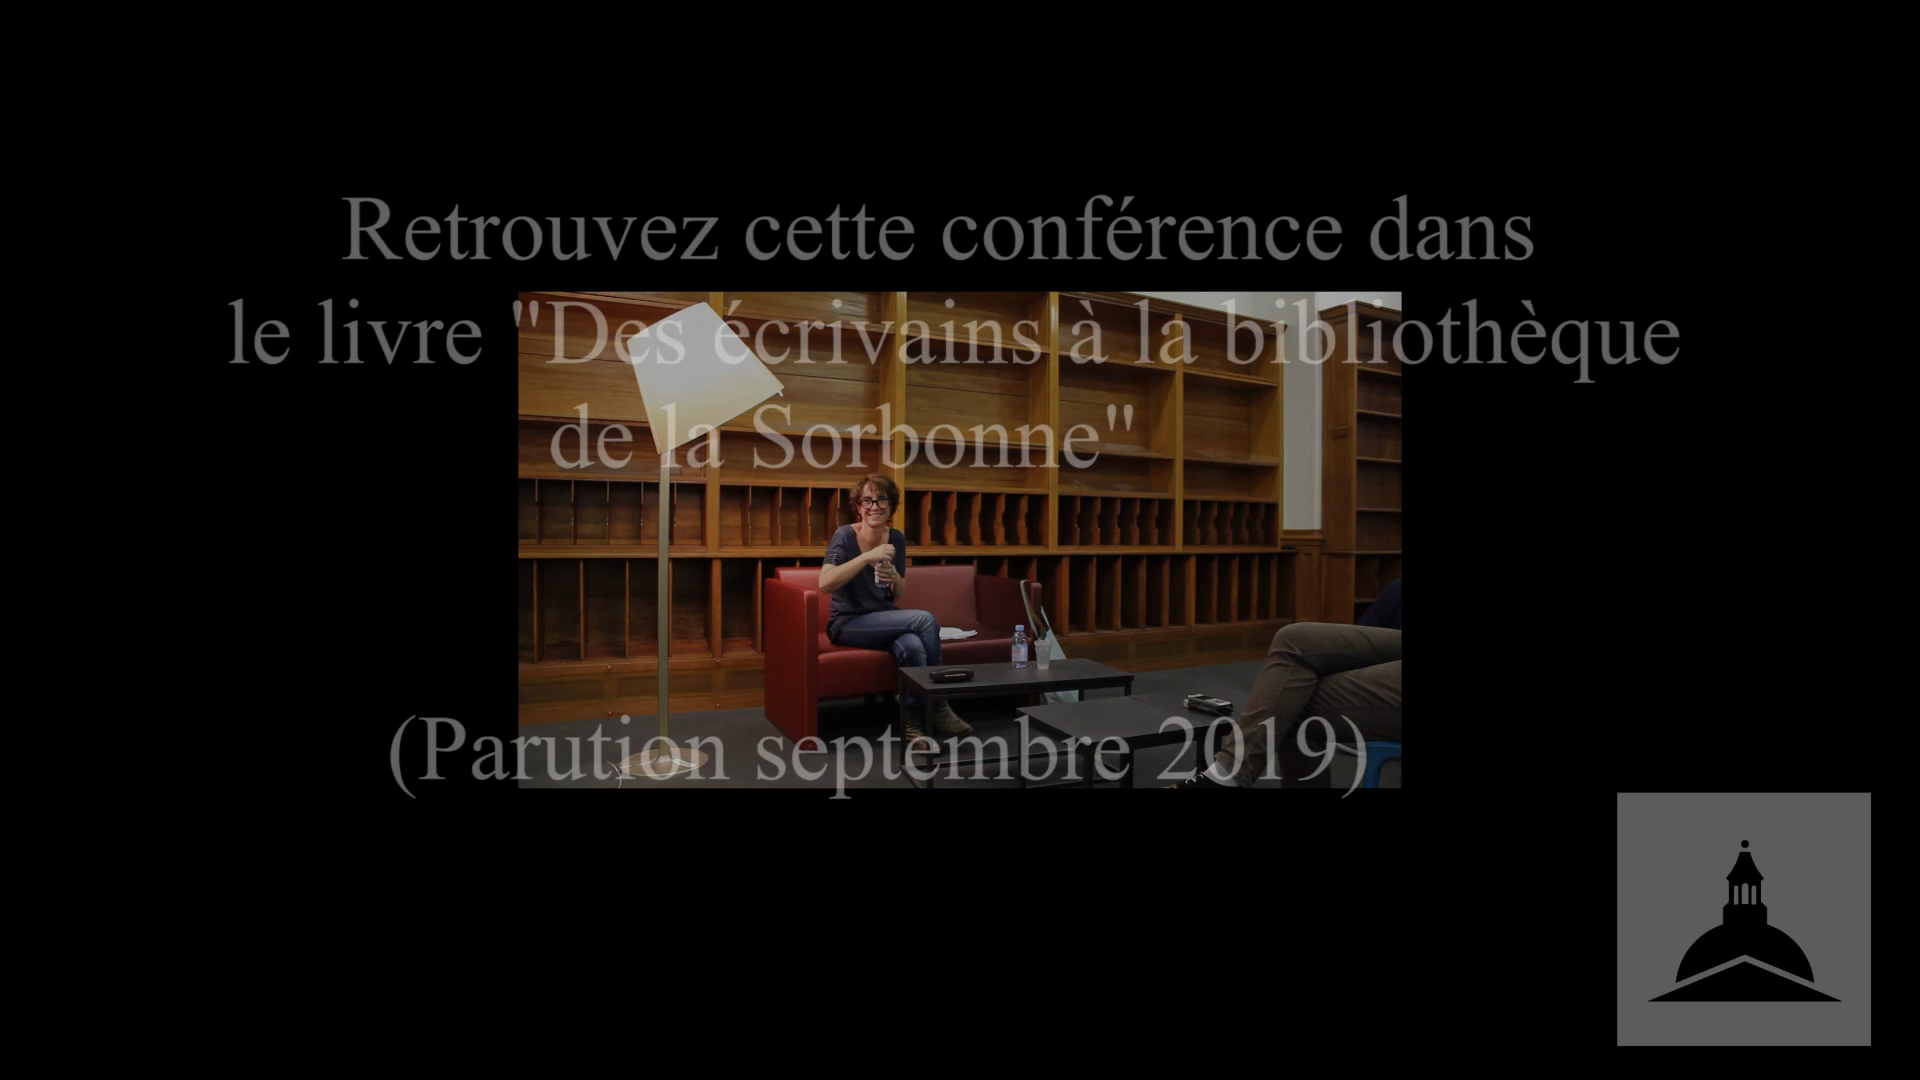 Retrouvez cette conférence dans
le livre "Des écrivains à la bibliothèque
de la Sorbonne"
(Parution septembre 2019)